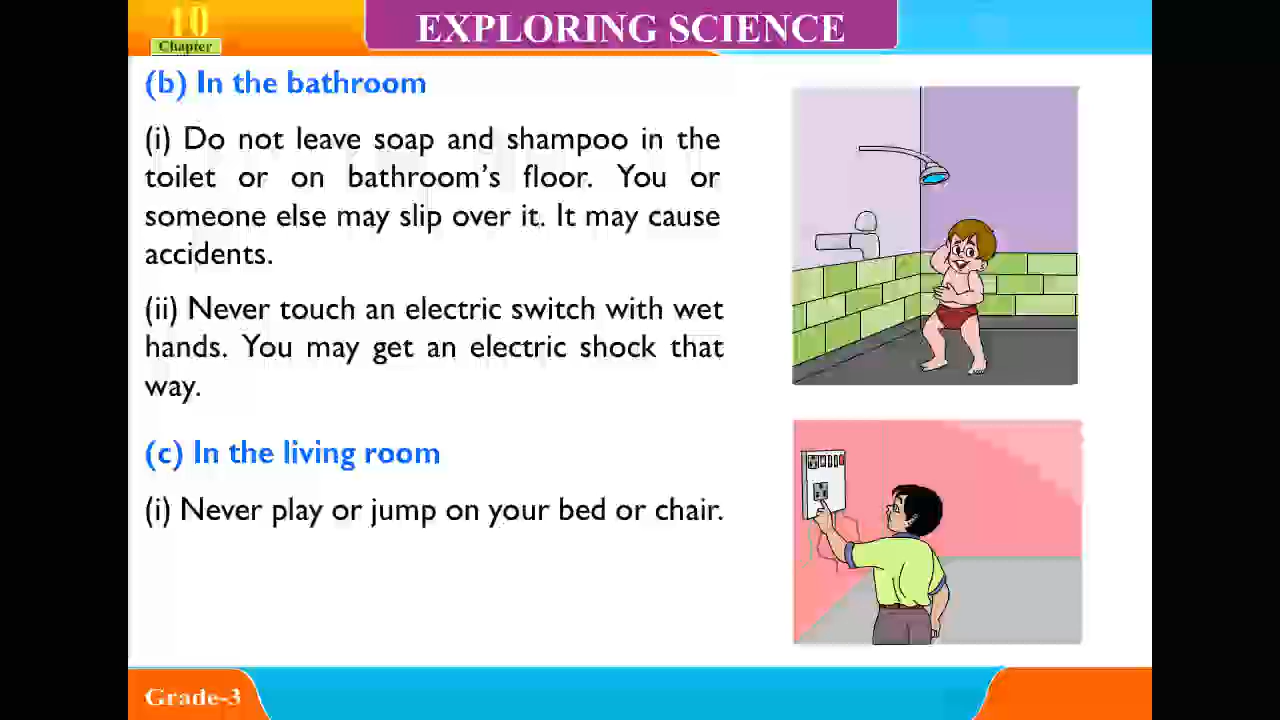 10
Chapter
EXPLORING SCIENCE
(b) In the bathroom
(i) Do not leave soap and shampoo in the
toilet or on bathroom's floor. You or
someone else may slip over it. It may cause
accidents.
(ii) Never touch an electric switch with wet
hands. You may get an electric shock that
way.
(c) In the living room
(i) Never play or jump on your bed or chair.
Grade-3